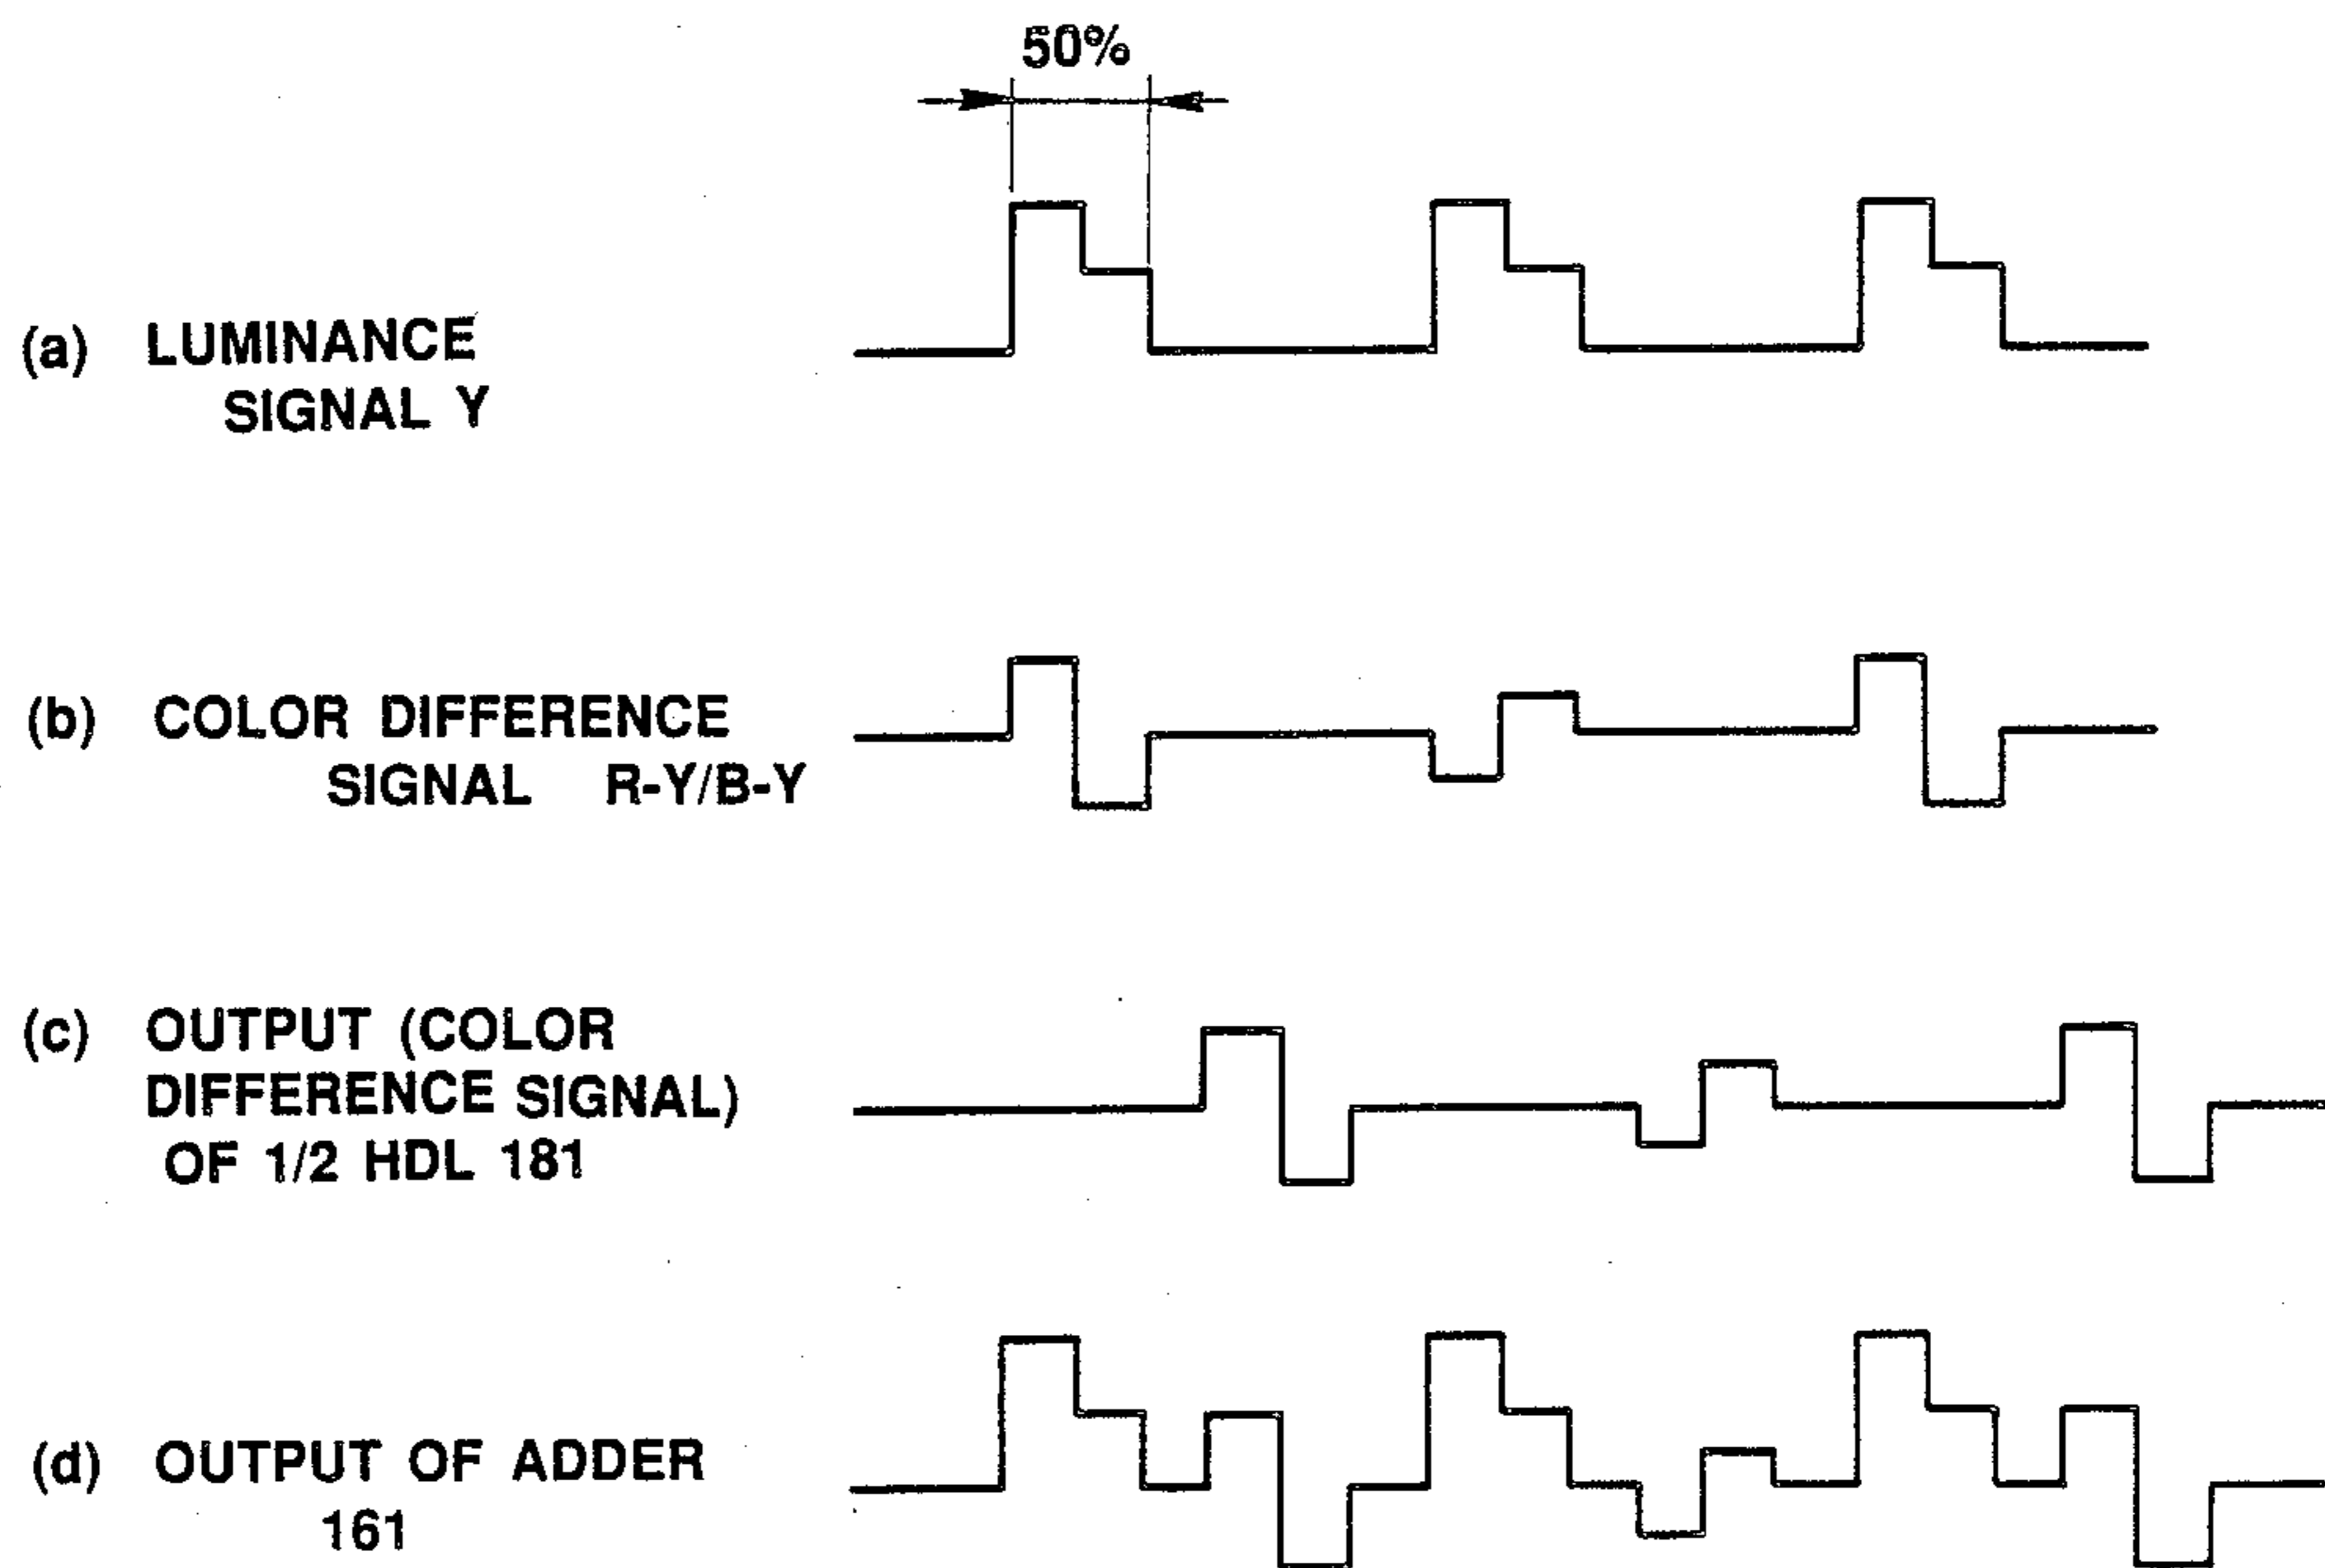 50%
(a) LUMINANCE
SIGNAL Y
(b) COLOR DIFFERENCE
SIGNAL R-Y/B-Y
(c) OUTPUT (COLOR
DIFFERENCE SIGNAL)
OF 1/2 HDL 181
(d) OUTPUT OF ADDER
161